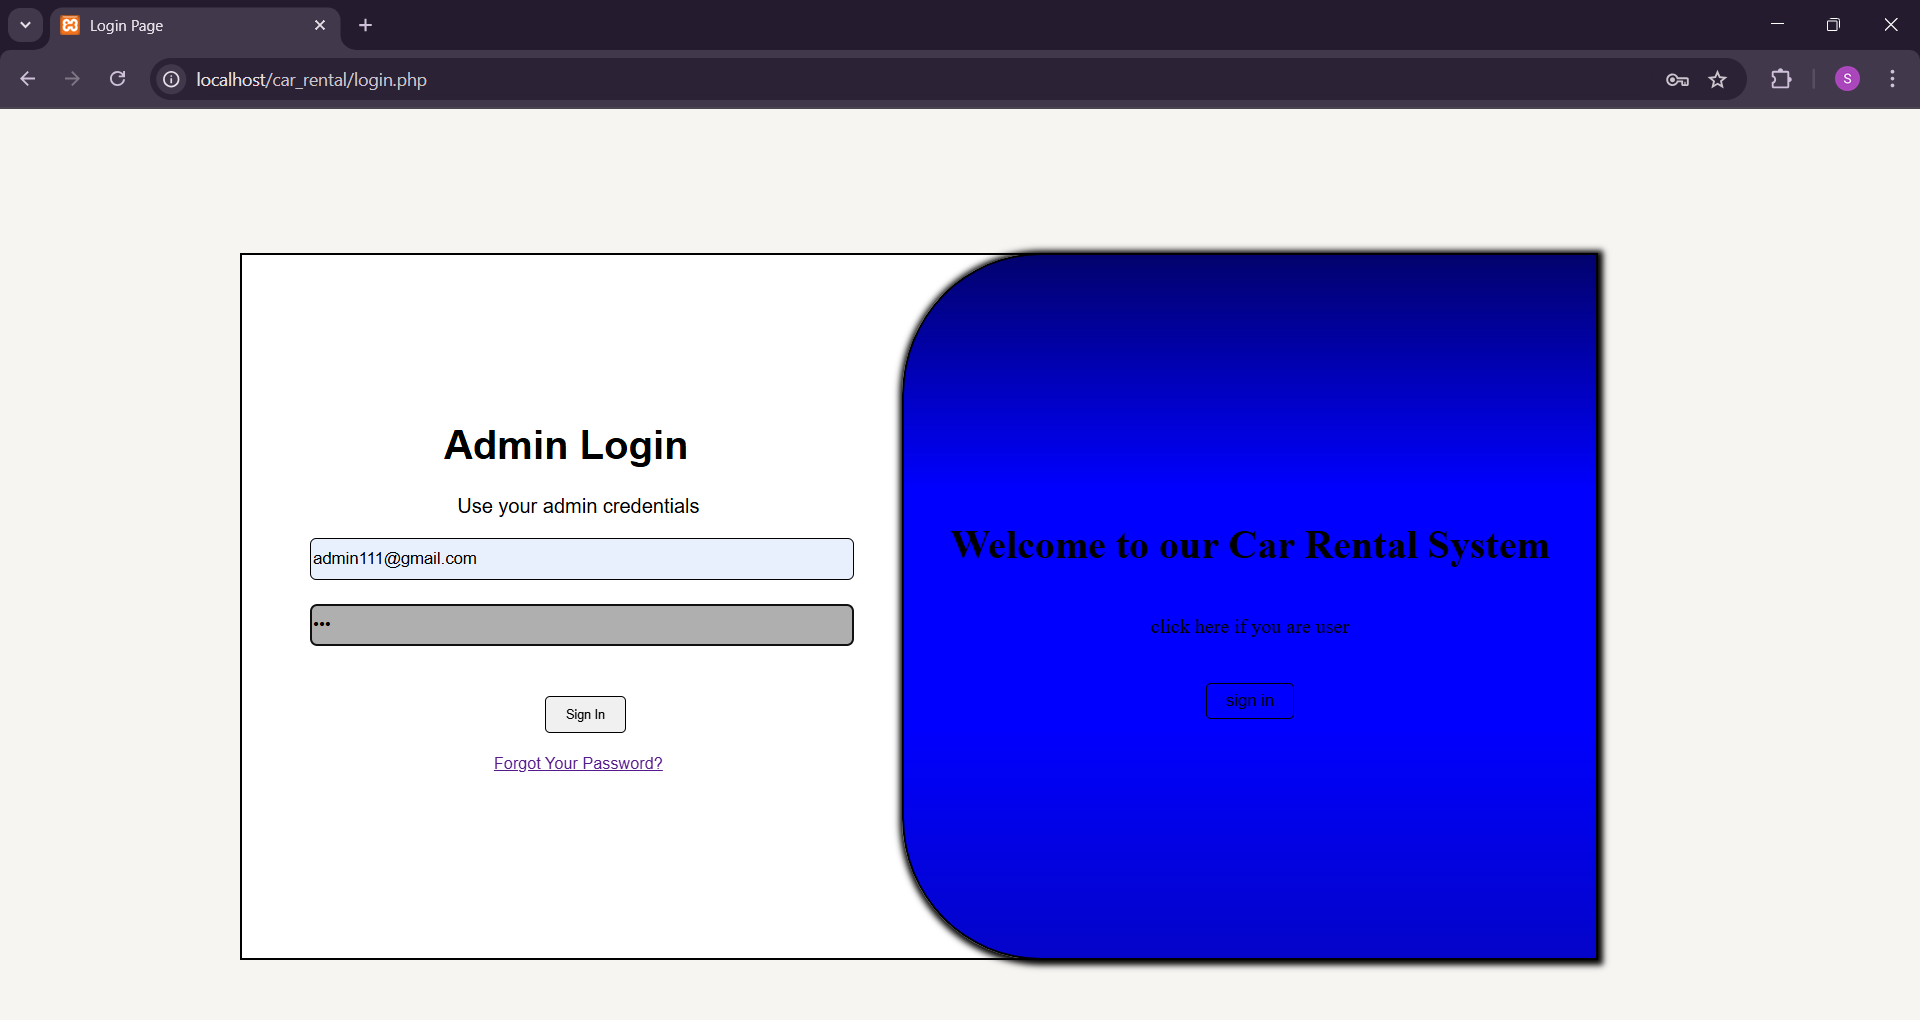 Login Page
localhost/car_rental/login.php
S
Admin Login
Use your admin credentials
admin111@gmail.com
•••
Sign In
Forgot Your Password?
Welcome to our Car Rental System
click here if you are user
sign in